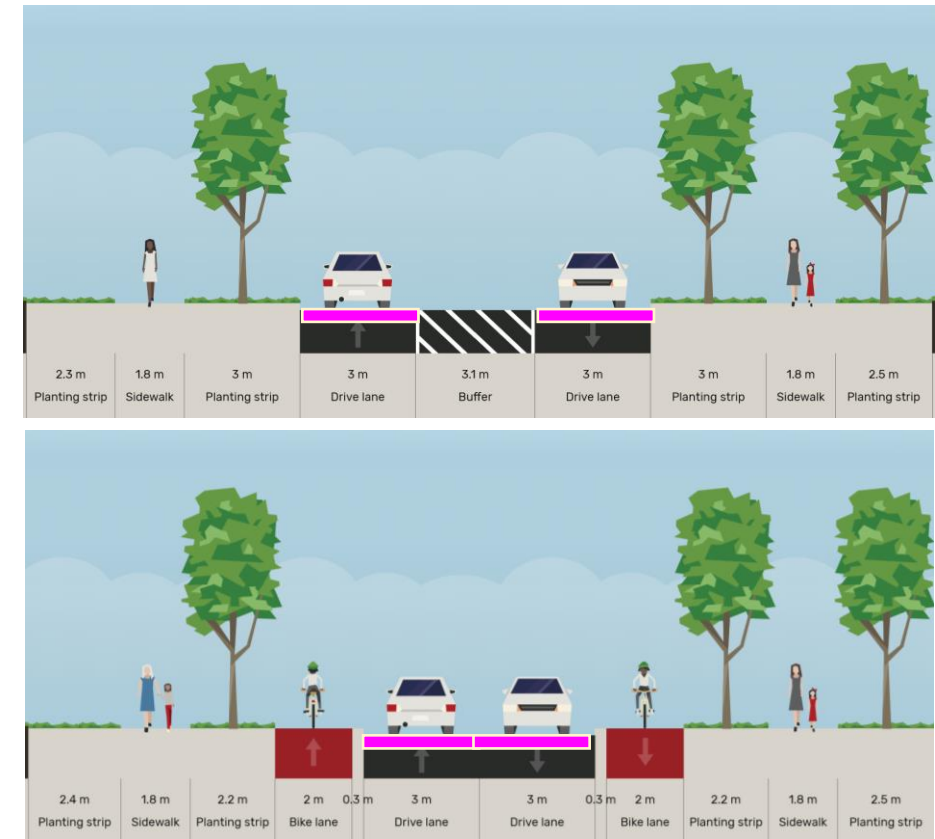 2.3 m 1.8 m 3 m 3 m 3.1 m 3 m 3 m 1.8 m 2.5 m
Planting strip Sidewalk Planting strip Drive lane Buffer Drive lane Planting strip Sidewalk Planting strip
2.4 m 1.8 m 2.2 m 2 m 0.3 m 3 m 3 m 0.3 m 2 m 2.2 m 1.8 m 2.5 m
Planting strip Sidewalk Planting strip Bike lane Drive lane Drive lane Bike lane Planting strip Sidewalk Planting strip